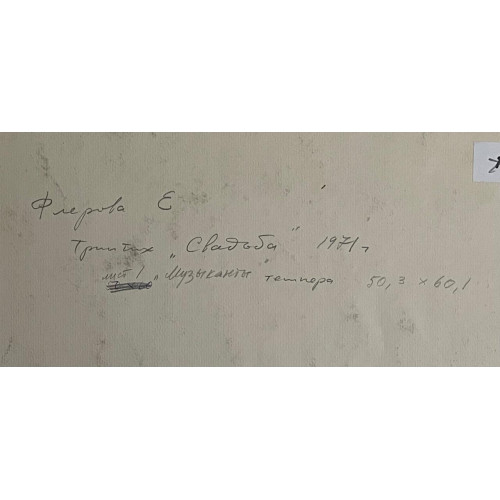 Флерова Е
Триптих „Свадьба" 1971 г
лист 1 „Музыканты" темпера 50,3 × 60,1